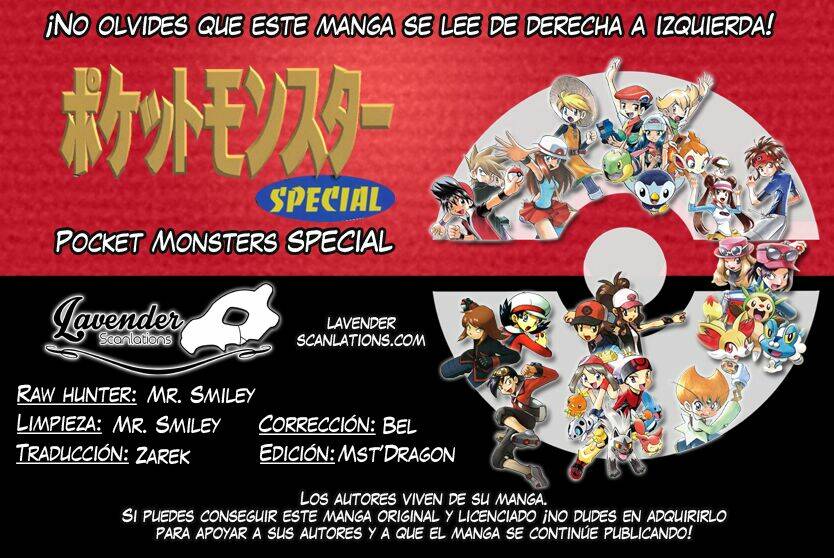 ¡No olvides que este manga se lee de derecha a izquierda!
ポケットモンスター
SPECIAL
Pocket Monsters SPECIAL
Lavender
Scanlations
lavender
scanlations.com
Raw hunter: Mr. Smiley
Limpieza: Mr. Smiley
Corrección: Bel
Traducción: Zarek
Edición: Mst'Dragon
Los autores viven de su manga.
Si puedes conseguir este manga original y licenciado ¡no dudes en adquirirlo
para apoyar a sus autores y a que el manga se continúe publicando!